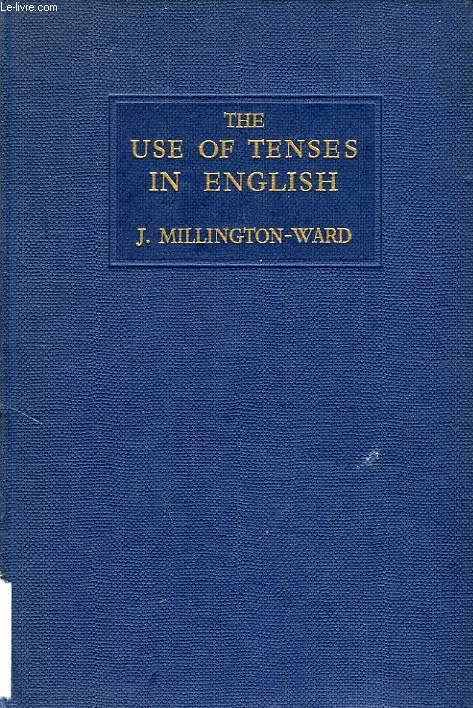 Le-livre.com
THE
USE OF TENSES
IN ENGLISH
J. MILLINGTON-WARD